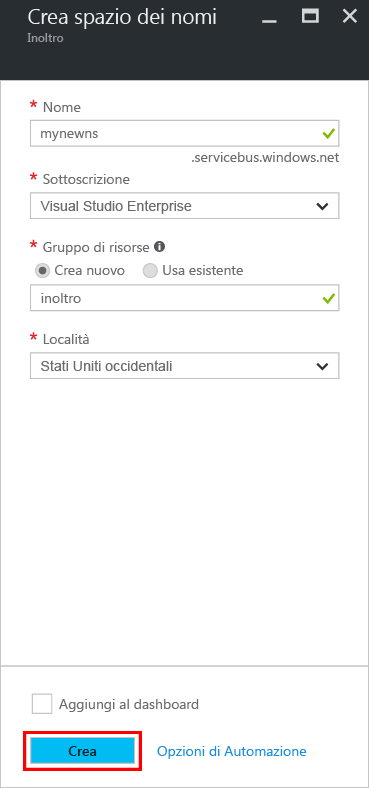 Crea spazio dei nomi
Inoltro
* Nome
mynewns
.servicebus.windows.net
* Sottoscrizione
Visual Studio Enterprise
* Gruppo di risorse
Crea nuovo Usa esistente
inoltro
* Località
Stati Uniti occidentali
Aggiungi al dashboard
Crea Opzioni di Automazione